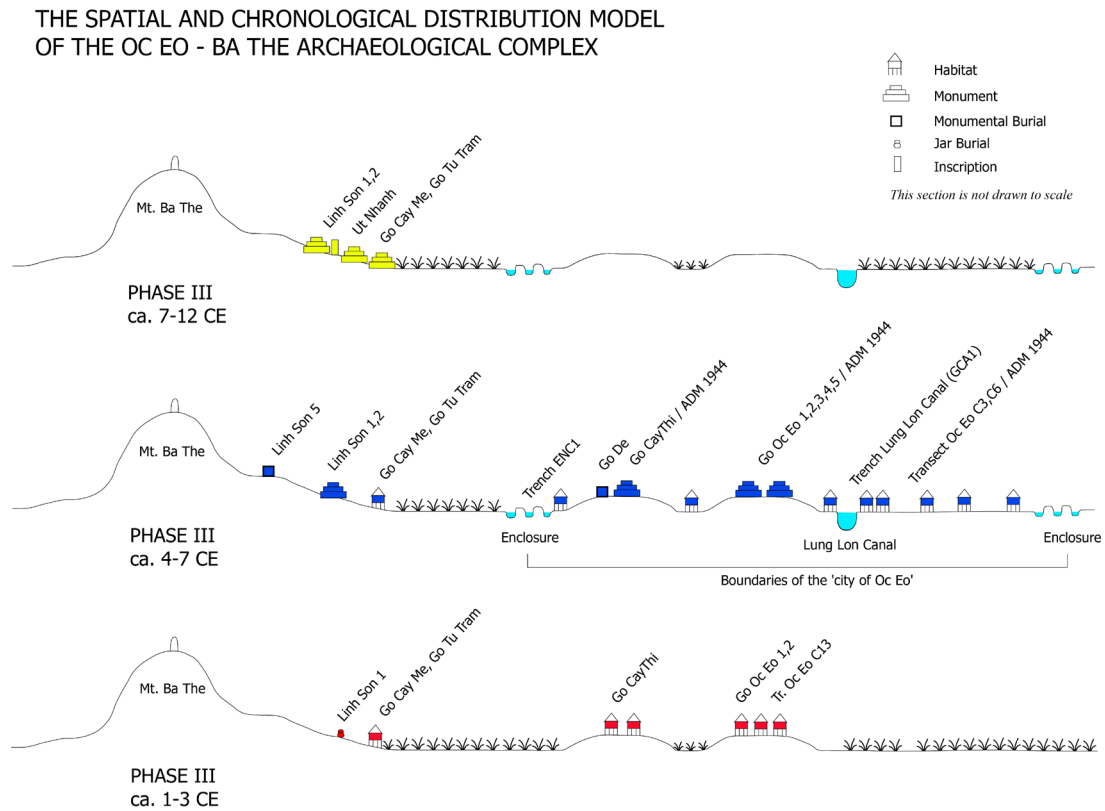 THE SPATIAL AND CHRONOLOGICAL DISTRIBUTION MODEL
OF THE OC EO - BA THE ARCHAEOLOGICAL COMPLEX
Habitat
Monument
Monumental Burial
Jar Burial
Inscription
This section is not drawn to scale
Mt. Ba The
Linh Son 1,2
Ut Nhanh
Go Cay Me, Go Tu Tram
PHASE III
ca. 7-12 CE
Mt. Ba The
Linh Son 5
Linh Son 1,2
Go Cay Me, Go Tu Tram
Trench ENC1
Go De
Go CayThi / ADM 1944
Go Oc Eo 1,2,3,4,5 / ADM 1944
Trench Lung Lon Canal (GCA1)
Transect Oc Eo C3,C6 / ADM 1944
PHASE III
ca. 4-7 CE
Enclosure
Lung Lon Canal
Enclosure
Boundaries of the 'city of Oc Eo'
Mt. Ba The
Linh Son 1
Go Cay Me, Go Tu Tram
Go CayThi
Go Oc Eo 1,2
Tr. Oc Eo C13
PHASE III
ca. 1-3 CE